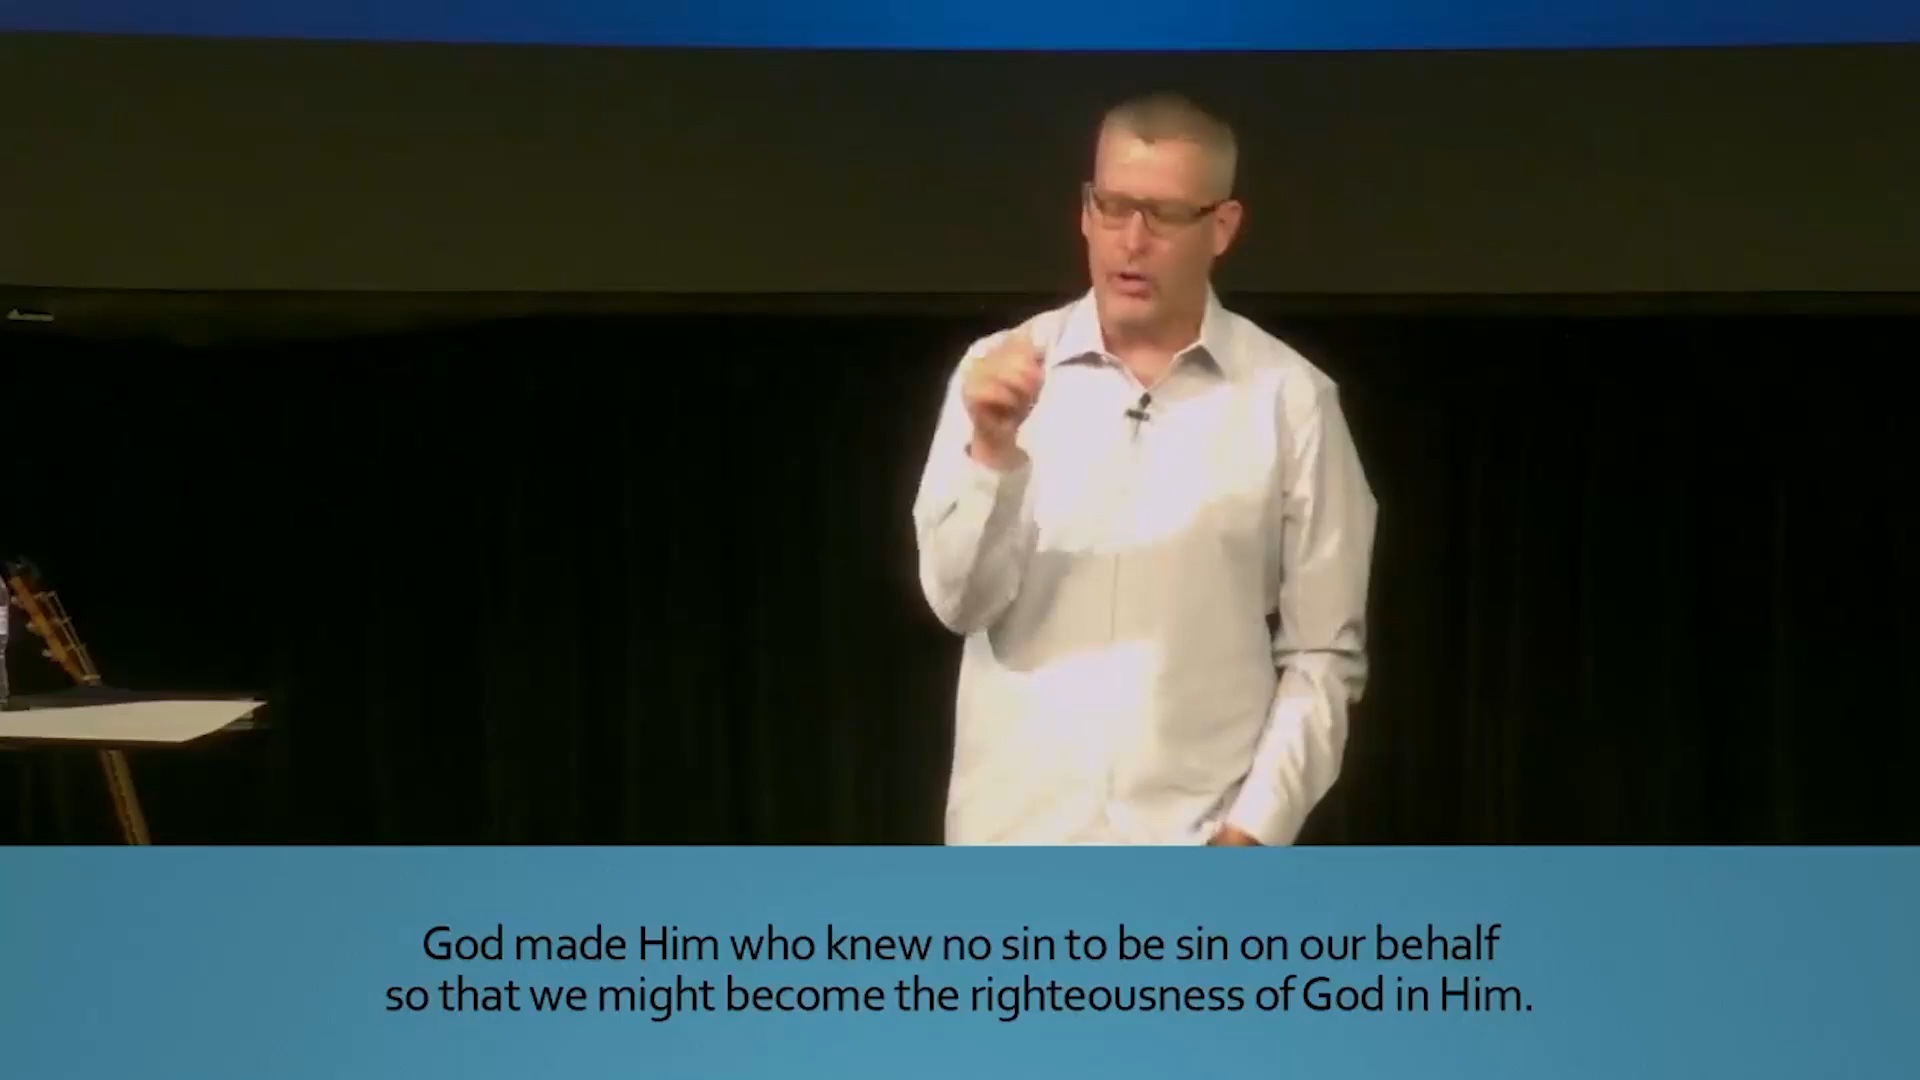 God made Him who knew no sin to be sin on our behalf
so that we might become the righteousness of God in Him.